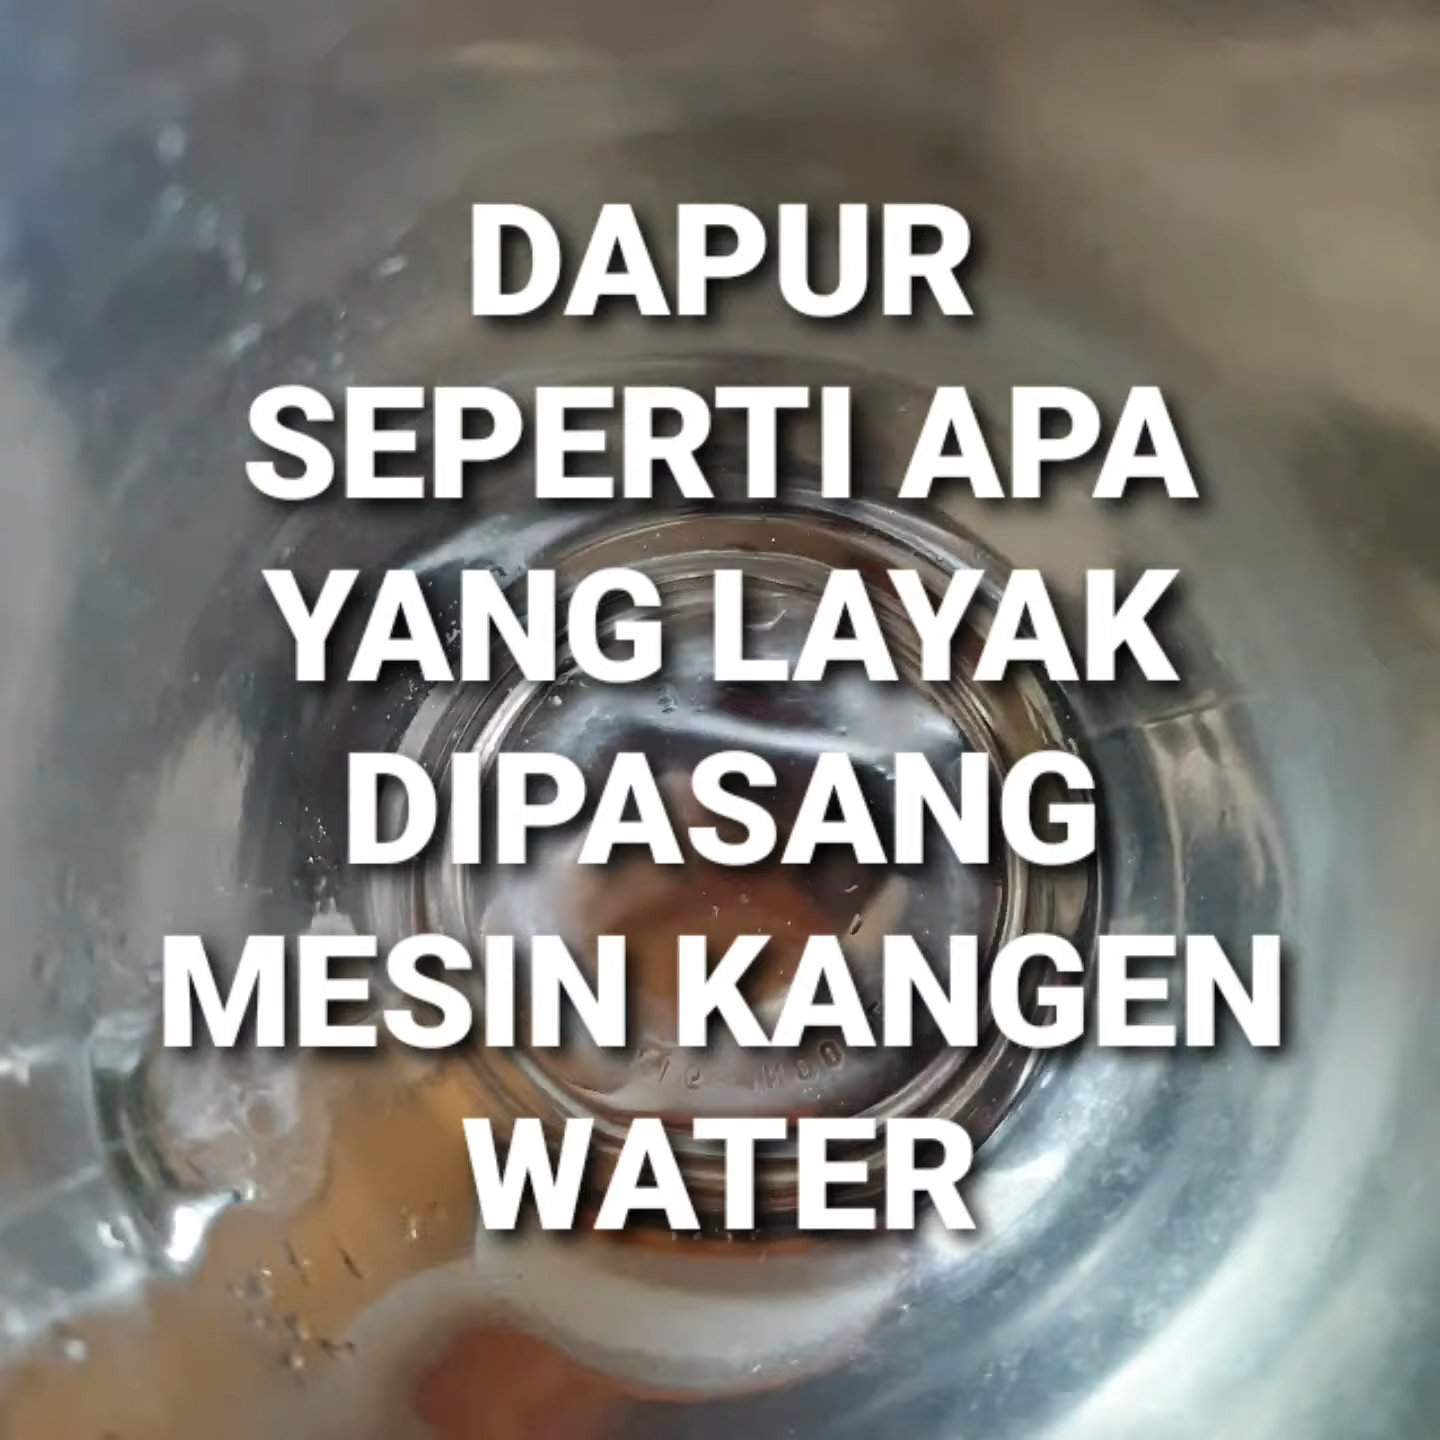 DAPUR
SEPERTI APA
YANG LAYAK
DIPASANG
MESIN KANGEN
WATER